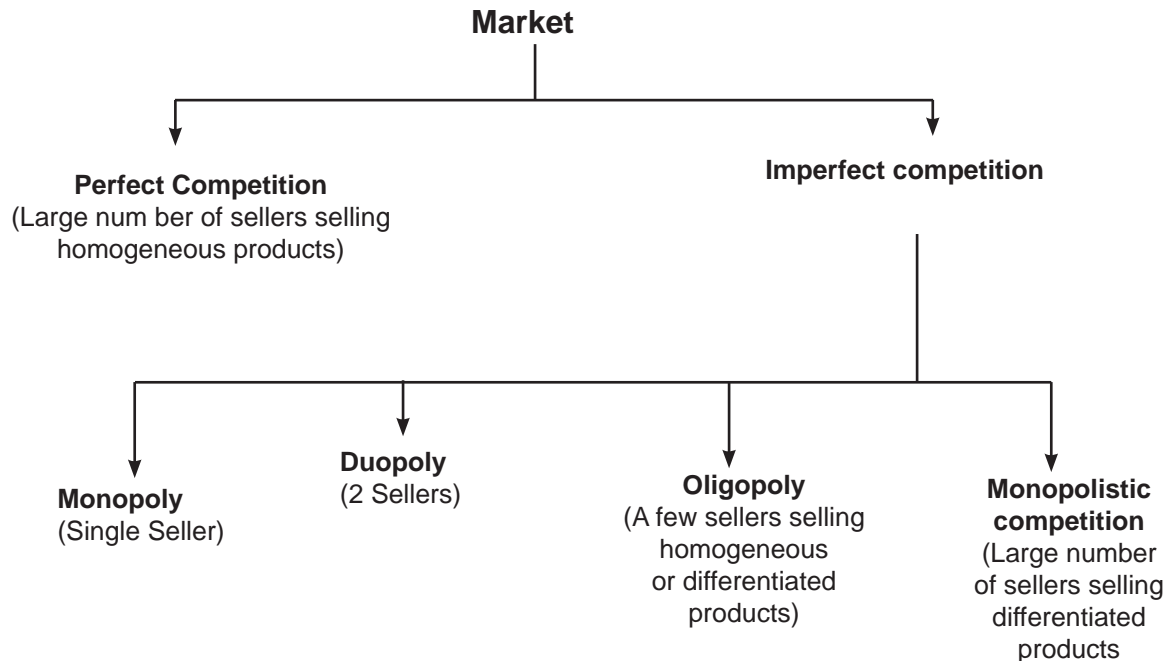 Market
Perfect Competition
(Large num ber of sellers selling
homogeneous products)
Imperfect competition
Monopoly
(Single Seller)
Duopoly
(2 Sellers)
Oligopoly
(A few sellers selling
homogeneous
or differentiated
products)
Monopolistic
competition
(Large number
of sellers selling
differentiated
products